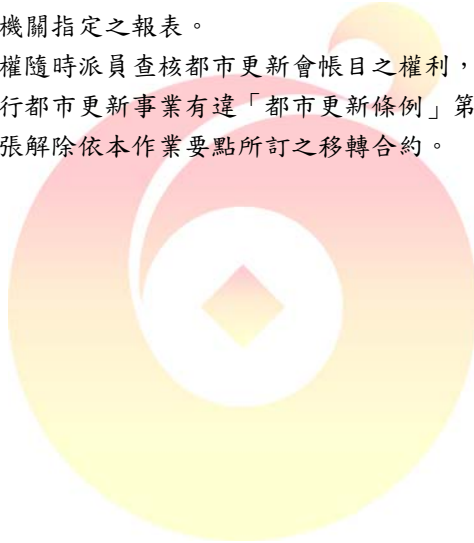 機關指定之報表。
權隨時派員查核都市更新會帳目之權利，
行都市更新事業有違「都市更新條例」第
張解除依本作業要點所訂之移轉合約。